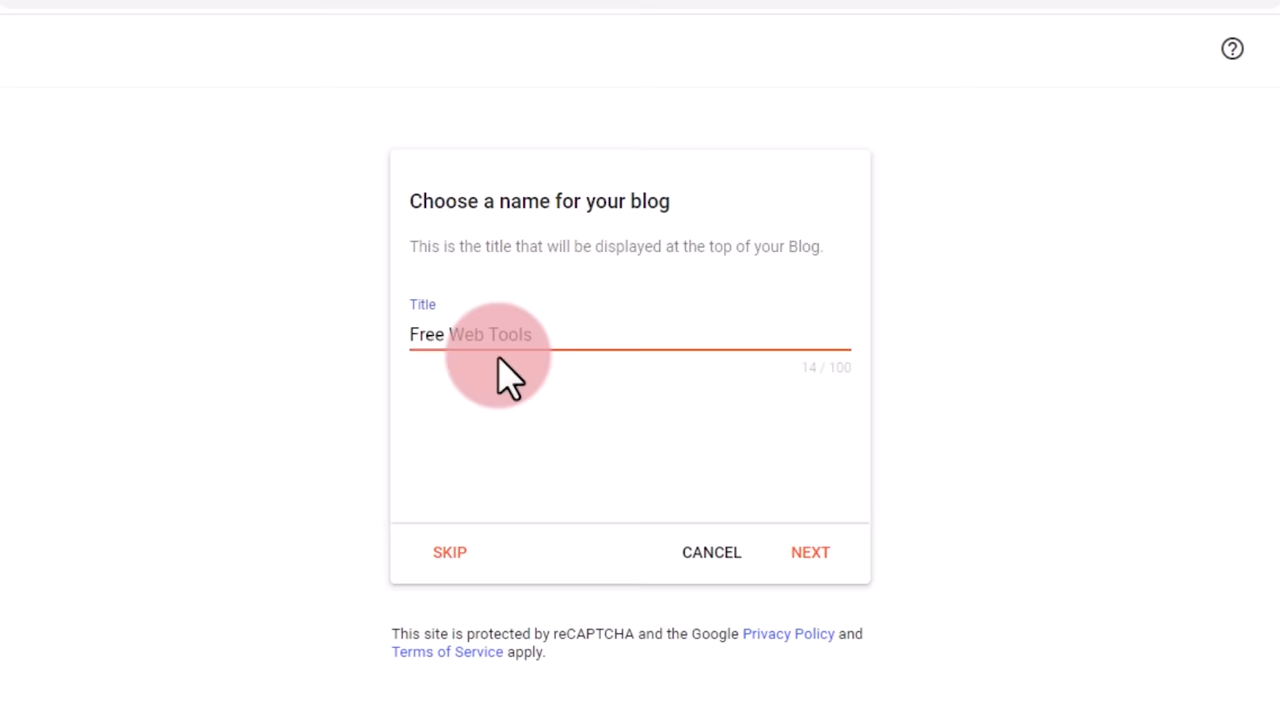 Choose a name for your blog
This is the title that will be displayed at the top of your Blog.
Title
Free Web Tools
14 / 100
SKIP CANCEL NEXT
This site is protected by reCAPTCHA and the Google Privacy Policy and
Terms of Service apply.